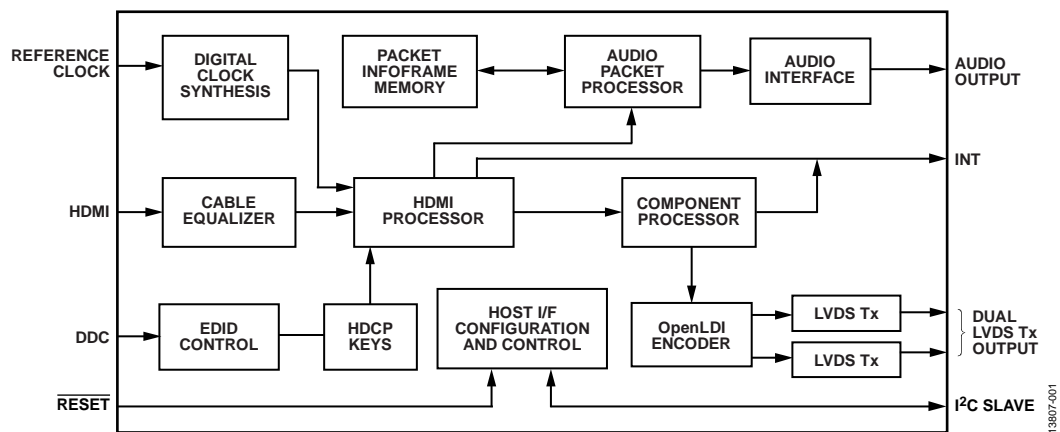 REFERENCE
CLOCK
DIGITAL
CLOCK
SYNTHESIS
PACKET
INFOFRAME
MEMORY
AUDIO
PACKET
PROCESSOR
AUDIO
INTERFACE
AUDIO
OUTPUT
INT
HDMI
CABLE
EQUALIZER
HDMI
PROCESSOR
COMPONENT
PROCESSOR
DDC
EDID
CONTROL
HDCP
KEYS
HOST I/F
CONFIGURATION
AND CONTROL
OpenLDI
ENCODER
LVDS Tx
LVDS Tx
DUAL
LVDS Tx
OUTPUT
RESET
I2C SLAVE
13807-001